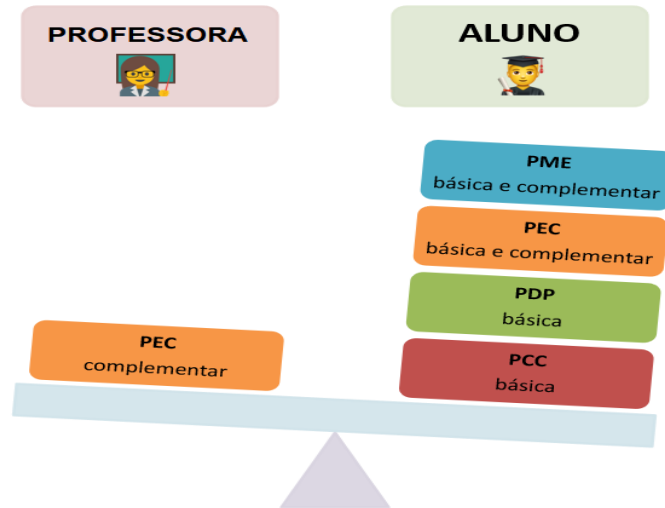 PROFESSORA
ALUNO
PME
básica e complementar
PEC
básica e complementar
PDP
básica
PCC
básica
PEC
complementar